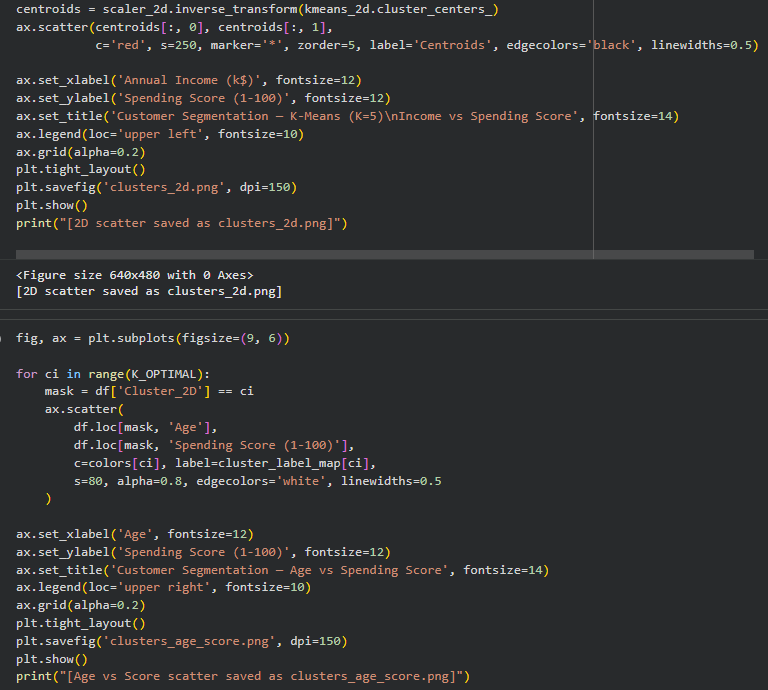 centroids = scaler_2d.inverse_transform(kmeans_2d.cluster_centers_)
ax.scatter(centroids[:, 0], centroids[:, 1],
           c='red', s=250, marker='*', zorder=5, label='Centroids', edgecolors='black', linewidths=0.5)
ax.set_xlabel('Annual Income (k$)', fontsize=12)
ax.set_ylabel('Spending Score (1-100)', fontsize=12)
ax.set_title('Customer Segmentation — K-Means (K=5)\nIncome vs Spending Score', fontsize=14)
ax.legend(loc='upper left', fontsize=10)
ax.grid(alpha=0.2)
plt.tight_layout()
plt.savefig('clusters_2d.png', dpi=150)
plt.show()
print("[2D scatter saved as clusters_2d.png]")
<Figure size 640x480 with 0 Axes>
[2D scatter saved as clusters_2d.png]
fig, ax = plt.subplots(figsize=(9, 6))
for ci in range(K_OPTIMAL):
    mask = df['Cluster_2D'] == ci
    ax.scatter(
        df.loc[mask, 'Age'],
        df.loc[mask, 'Spending Score (1-100)'],
        c=colors[ci], label=cluster_label_map[ci],
        s=80, alpha=0.8, edgecolors='white', linewidths=0.5
    )
ax.set_xlabel('Age', fontsize=12)
ax.set_ylabel('Spending Score (1-100)', fontsize=12)
ax.set_title('Customer Segmentation — Age vs Spending Score', fontsize=14)
ax.legend(loc='upper right', fontsize=10)
ax.grid(alpha=0.2)
plt.tight_layout()
plt.savefig('clusters_age_score.png', dpi=150)
plt.show()
print("[Age vs Score scatter saved as clusters_age_score.png]")